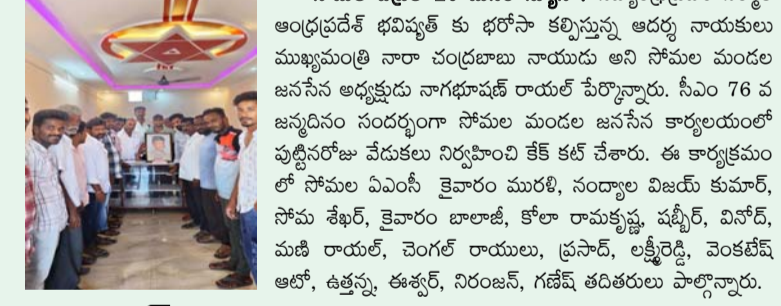 ఆంధ్రప్రదేశ్ భవిష్యత్ కు భరోసా కల్పిస్తున్న ఆదర్శ నాయకులు
ముఖ్యమంత్రి నారా చంద్రబాబు నాయుడు అని సోమల మండల
జనసేన అధ్యక్షుడు నాగభూషణ్ రాయల్ పేర్కొన్నారు. సీఎం 76 వ
జన్మదినం సందర్భంగా సోమల మండల జనసేన కార్యలయంలో
పుట్టినరోజు వేడుకలు నిర్వహించి కేక్ కట్ చేశారు. ఈ కార్యక్రమం
లో సోమల ఏఎంసీ కైవారం మురళి, నంద్యాల విజయ్ కుమార్,
సోమ శేఖర్, కైవారం బాలాజీ, కోలా రామకృష్ణ, షబ్బీర్, వినోద్,
మణి రాయల్, చెంగల్ రాయులు, ప్రసాద్, లక్ష్మీరెడ్డి, వెంకటేష్
ఆటో, ఉత్తన్న, ఈశ్వర్, నిరంజన్, గణేష్ తదితరులు పాల్గొన్నారు.